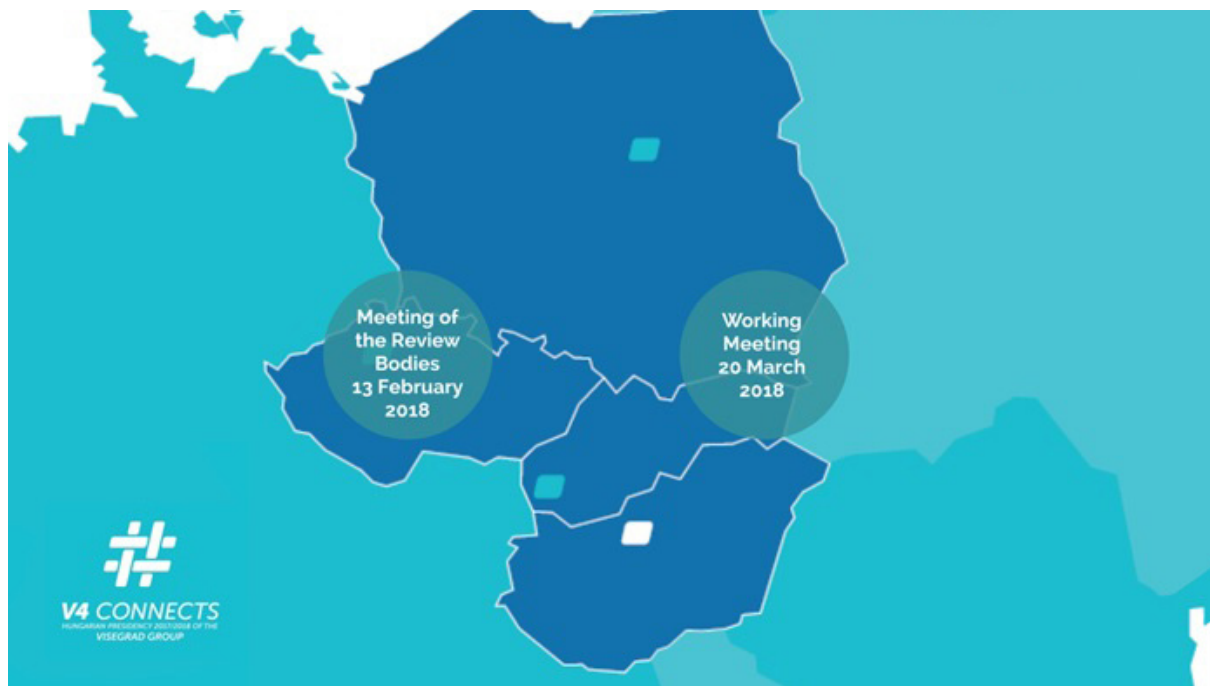 Meeting of
the Review
Bodies
13 February
2018
Working
Meeting
20 March
2018
V4 CONNECTS
HUNGARIAN PRESIDENCY 2017/2018 OF THE
VISEGRAD GROUP